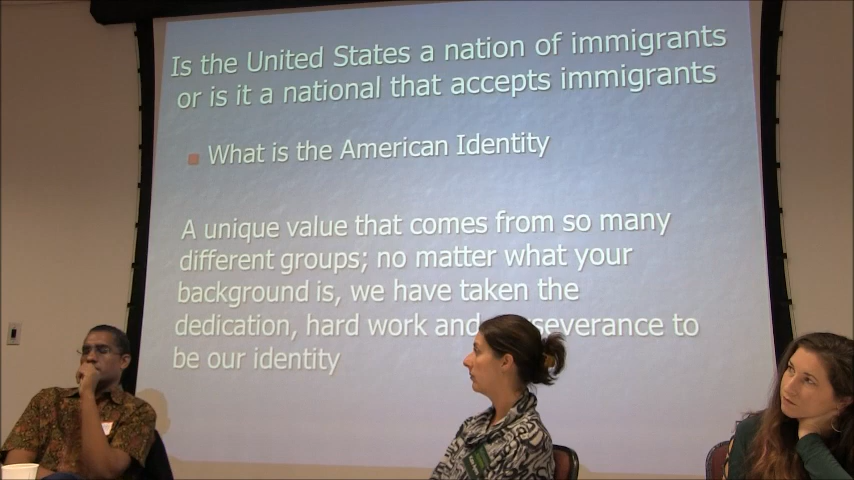 Is the United States a nation of immigrants
or is it a national that accepts immigrants
What is the American Identity
A unique value that comes from so many
different groups; no matter what your
background is, we have taken the
dedication, hard work and to
be our identity